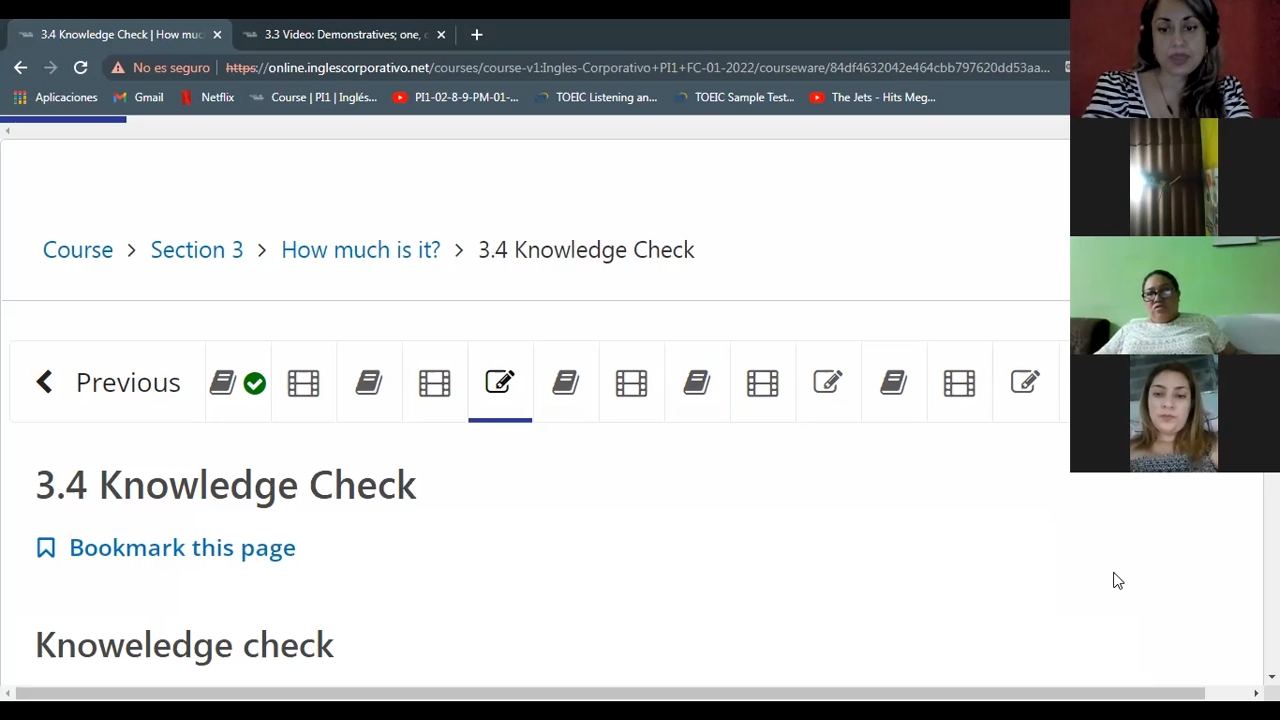 3.4 Knowledge Check | How muc
3.3 Video: Demonstratives; one,
No es seguro
https://online.inglescorporativo.net/courses/course-v1:Ingles-Corporativo+PI1+FC-01-2022/courseware/84df4632042e464cbb797620dd53aa...
Aplicaciones
Gmail
Netflix
Course | PI1 | Inglés...
PI1-02-8-9-PM-01-...
TOEIC Listening an...
TOEIC Sample Test...
The Jets - Hits Meg...
Course > Section 3 > How much is it? > 3.4 Knowledge Check
Previous
3.4 Knowledge Check
Bookmark this page
Knoweledge check